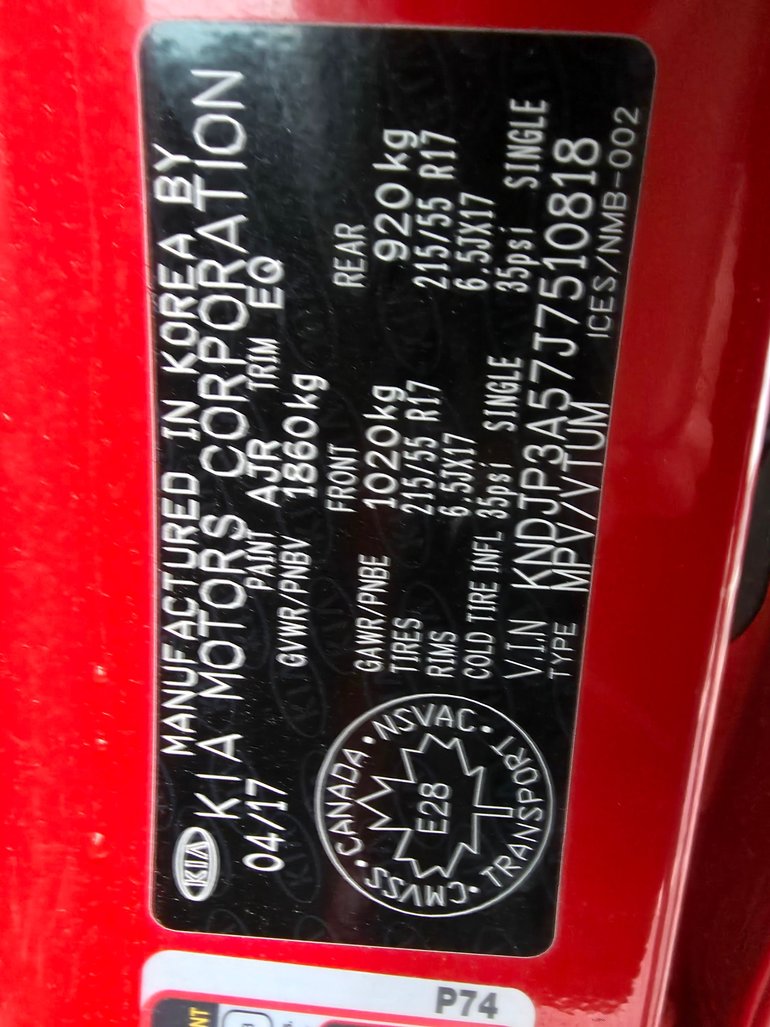 KIA
MANUFACTURED IN KOREA BY
KIA MOTORS CORPORATION
04/17 PAINT AJR TRIM EQ
GVWR/PNBV 1860kg
FRONT REAR
GAWR/PNBE 1020kg 920kg
TIRES 215/55 R17 215/55 R17
RIMS 6.5JX17 6.5JX17
COLD TIRE INFL 35psi SINGLE 35psi SINGLE
V.I.N KNDJP3A57J7510818
TYPE MPV/VTUM ICES/NMB-002
CANADA • NSVAC • TRANSPORT • CMVSS •
E28
P74